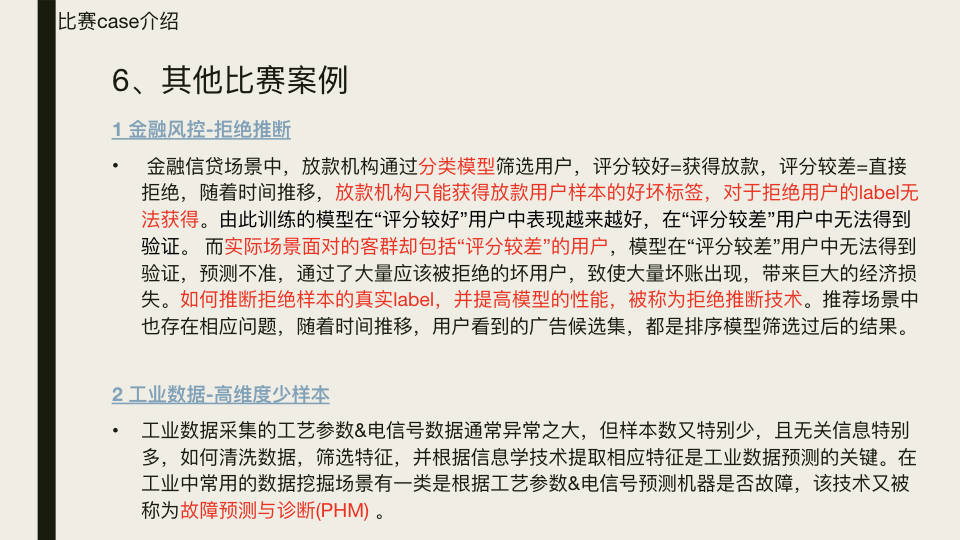 比赛case介绍
6、其他比赛案例
1 金融风控-拒绝推断
• 金融信贷场景中，放款机构通过分类模型筛选用户，评分较好=获得放款，评分较差=直接
拒绝，随着时间推移，放款机构只能获得放款用户样本的好坏标签，对于拒绝用户的label无
法获得。由此训练的模型在“评分较好”用户中表现越来越好，在“评分较差”用户中无法得到
验证。 而实际场景面对的客群却包括“评分较差”的用户，模型在“评分较差”用户中无法得到
验证，预测不准，通过了大量应该被拒绝的坏用户，致使大量坏账出现，带来巨大的经济损
失。如何推断拒绝样本的真实label，并提高模型的性能，被称为拒绝推断技术。推荐场景中
也存在相应问题，随着时间推移，用户看到的广告候选集，都是排序模型筛选过后的结果。
2 工业数据-高维度少样本
• 工业数据采集的工艺参数&电信号数据通常异常之大，但样本数又特别少，且无关信息特别
多，如何清洗数据，筛选特征，并根据信息学技术提取相应特征是工业数据预测的关键。在
工业中常用的数据挖掘场景有一类是根据工艺参数&电信号预测机器是否故障，该技术又被
称为故障预测与诊断(PHM) 。